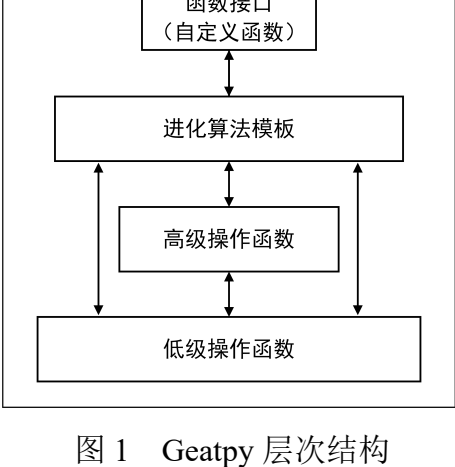 函数接口
（自定义函数）
进化算法模板
高级操作函数
低级操作函数
图 1 Geatpy 层次结构